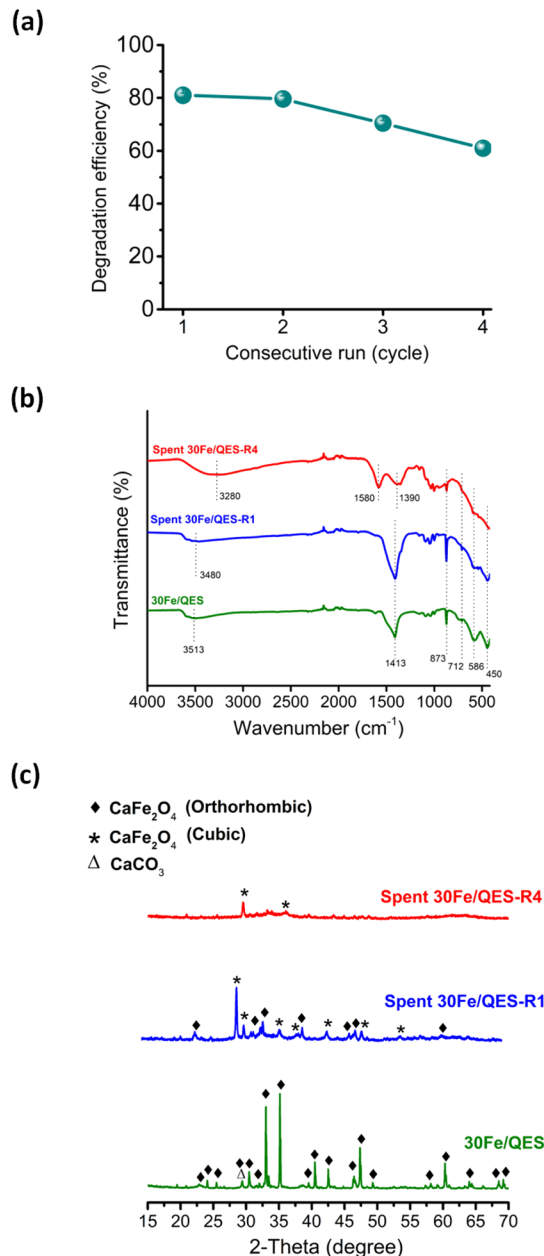 (a)
100
80
60
40
20
0
Degradation efficiency (%)
1 2 3 4
Consecutive run (cycle)
(b)
Transmittance (%)
Spent 30Fe/QES-R4
3280
1580
1390
Spent 30Fe/QES-R1
3480
30Fe/QES
3513
1413
873
712
586
450
4000 3500 3000 2500 2000 1500 1000 500
Wavenumber (cm⁻¹)
(c)
♦ CaFe₂O₄ (Orthorhombic)
* CaFe₂O₄ (Cubic)
Δ CaCO₃
Spent 30Fe/QES-R4
Spent 30Fe/QES-R1
30Fe/QES
15 20 25 30 35 40 45 50 55 60 65 70
2-Theta (degree)